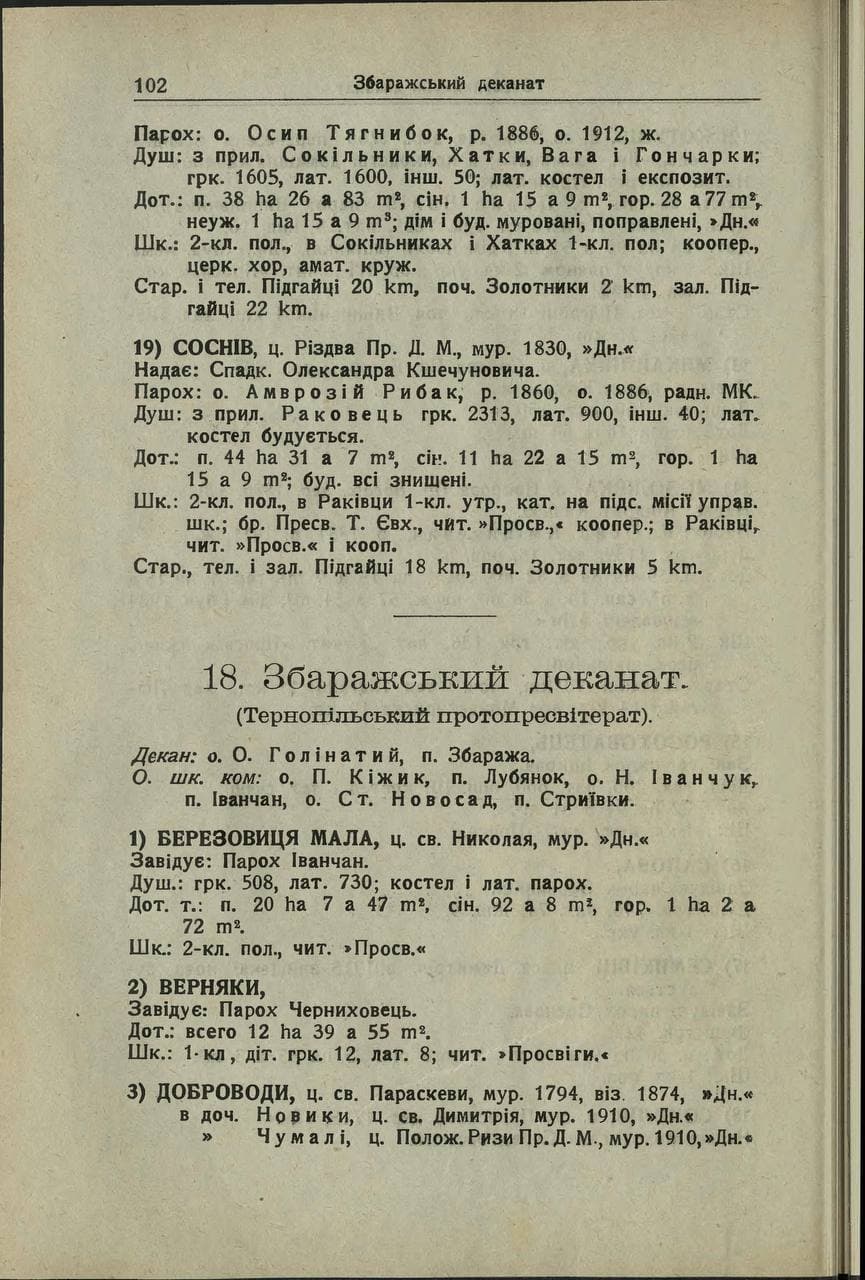 102 Збаражський деканат
Парох: о. Осип Тягнибок, р. 1886, о. 1912, ж.
Душ: з прил. Сокільники, Хатки, Вага і Гончарки;
грк. 1605, лат. 1600, інш. 50; лат. костел і експозит.
Дот.: п. 38 ha 26 a 83 m², сін. 1 ha 15 a 9 m², гор. 28 a 77 m²,
неуж. 1 ha 15 a 9 m³; дім і буд. муровані, поправлені, »Дн.«
Шк.: 2-кл. пол., в Сокільниках і Хатках 1-кл. пол; коопер.,
церк. хор, амат. круж.
Стар. і тел. Підгайці 20 km, поч. Золотники 2 km, зал. Під-
гайці 22 km.
19) СОСНІВ, ц. Різдва Пр. Д. М., мур. 1830, »Дн.«
Надає: Спадк. Олександра Кшечуновича.
Парох: о. Амврозій Рибак, р. 1860, о. 1886, радн. МК.
Душ: з прил. Раковець грк. 2313, лат. 900, інш. 40; лат.
костел будується.
Дот.: п. 44 ha 31 a 7 m², сін. 11 ha 22 a 15 m², гор. 1 ha
15 a 9 m²; буд. всі знищені.
Шк.: 2-кл. пол., в Раківци 1-кл. утр., кат. на підс. місії управ.
шк.; бр. Пресв. Т. Євх., чит. »Просв.,« коопер.; в Раківці,
чит. »Просв.« і кооп.
Стар., тел. і зал. Підгайці 18 km, поч. Золотники 5 km.
18. Збаражський деканат.
(Тернопільський протопресвітерат).
Декан: о. О. Голінатий, п. Збаража.
О. шк. ком: о. П. Кіжик, п. Лубянок, о. Н. Іванчук,
п. Іванчан, о. Ст. Новосад, п. Стриївки.
1) БЕРЕЗОВИЦЯ МАЛА, ц. св. Николая, мур. »Дн.«
Завідує: Парох Іванчан.
Душ.: грк. 508, лат. 730; костел і лат. парох.
Дот. т.: п. 20 ha 7 a 47 m², сін. 92 a 8 m², гор. 1 ha 2 a
72 m².
Шк.: 2-кл. пол., чит. »Просв.«
2) ВЕРНЯКИ,
Завідує: Парох Черниховець.
Дот.: всего 12 ha 39 a 55 m².
Шк.: 1-кл, діт. грк. 12, лат. 8; чит. »Просвіги.«
3) ДОБРОВОДИ, ц. св. Параскеви, мур. 1794, віз. 1874, »Дн.«
в доч. Новики, ц. св. Димитрія, мур. 1910, »Дн.«
» Чумалі, ц. Полож. Ризи Пр. Д. М., мур. 1910, »Дн.«